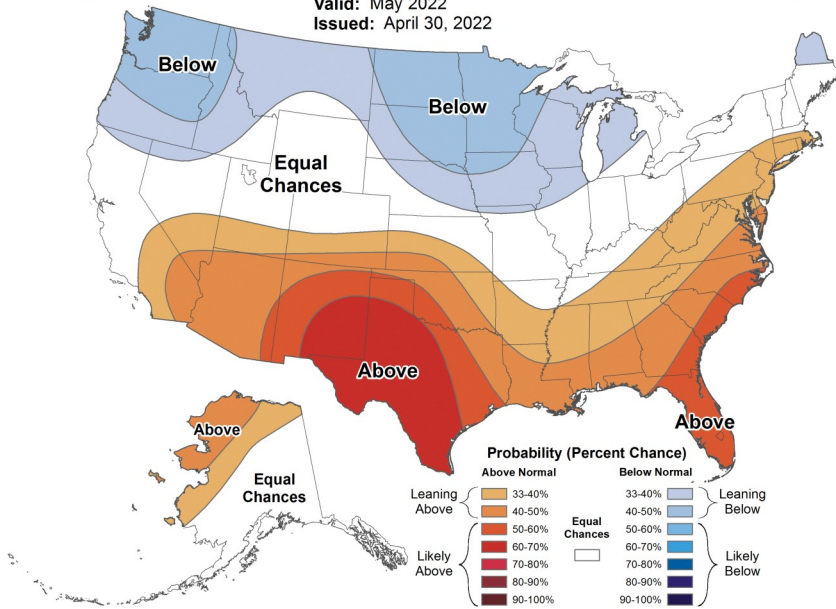 Valid: May 2022
Issued: April 30, 2022
Below
Below
Equal
Chances
Above
Above
Above
Equal
Chances
Probability (Percent Chance)
Above Normal
Below Normal
Leaning
Above
33-40%
40-50%
50-60%
60-70%
70-80%
80-90%
90-100%
Likely
Above
Equal
Chances
33-40%
40-50%
50-60%
60-70%
70-80%
80-90%
90-100%
Leaning
Below
Likely
Below